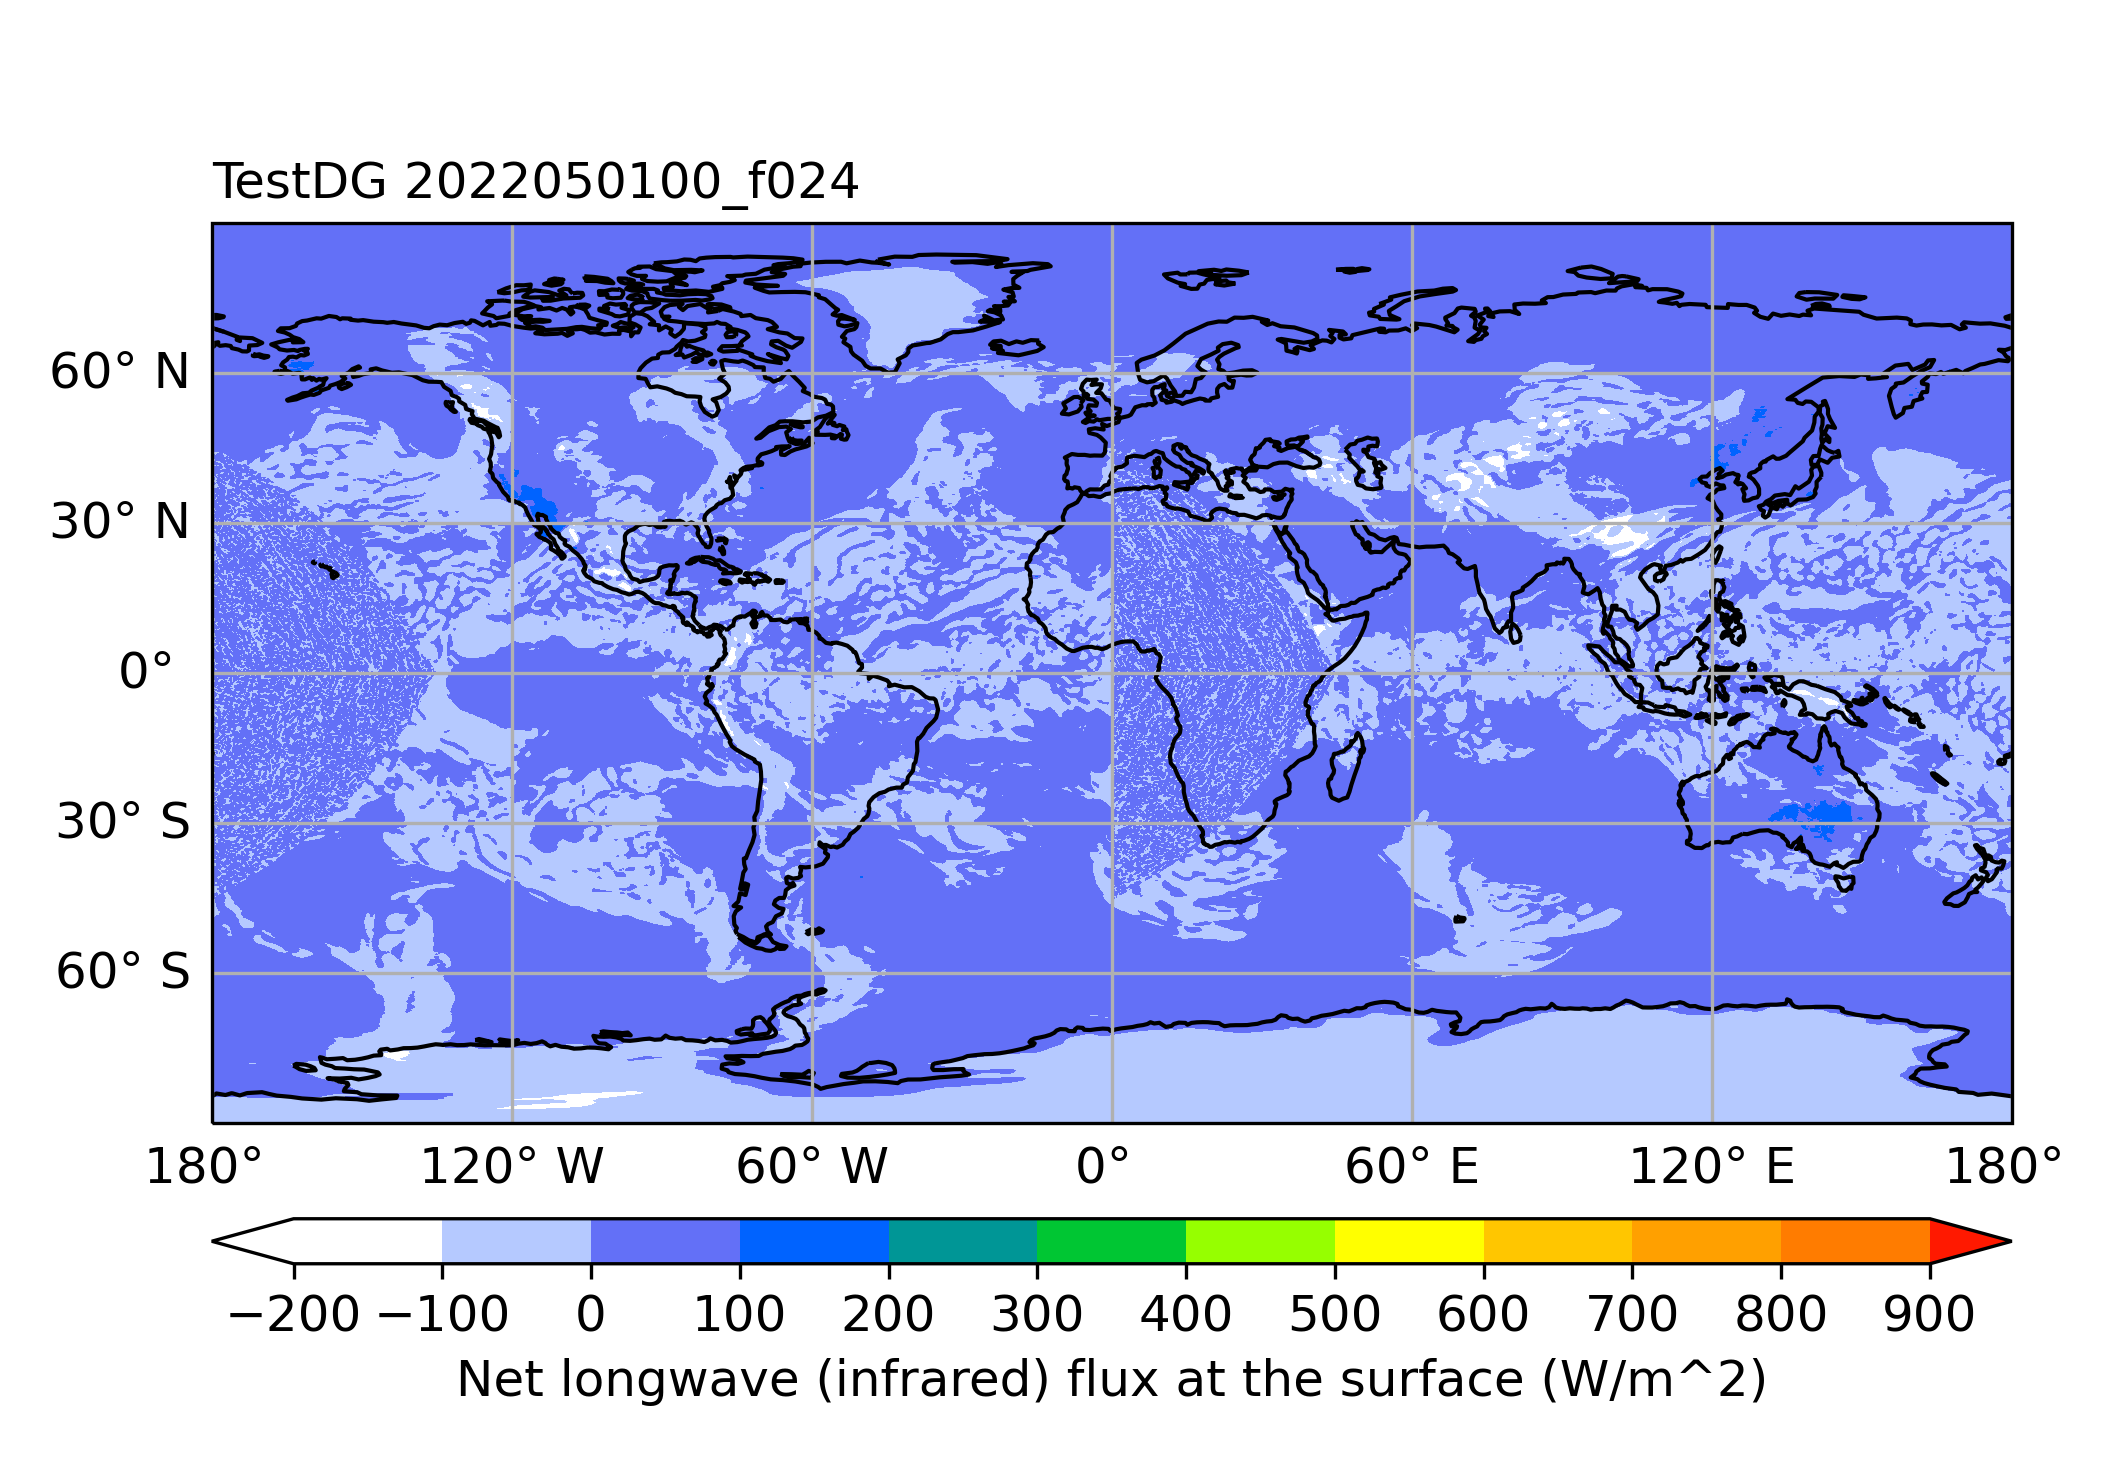 TestDG 2022050100_f024
60° N
30° N
0°
30° S
60° S
180° 120° W 60° W 0° 60° E 120° E 180°
−200 −100 0 100 200 300 400 500 600 700 800 900
Net longwave (infrared) flux at the surface (W/m^2)